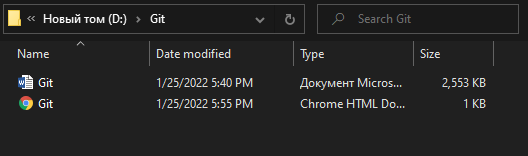 « Новый том (D:) > Git
Search Git
Name Date modified Type Size
Git 1/25/2022 5:40 PM Документ Micros... 2,553 KB
Git 1/25/2022 5:55 PM Chrome HTML Do... 1 KB